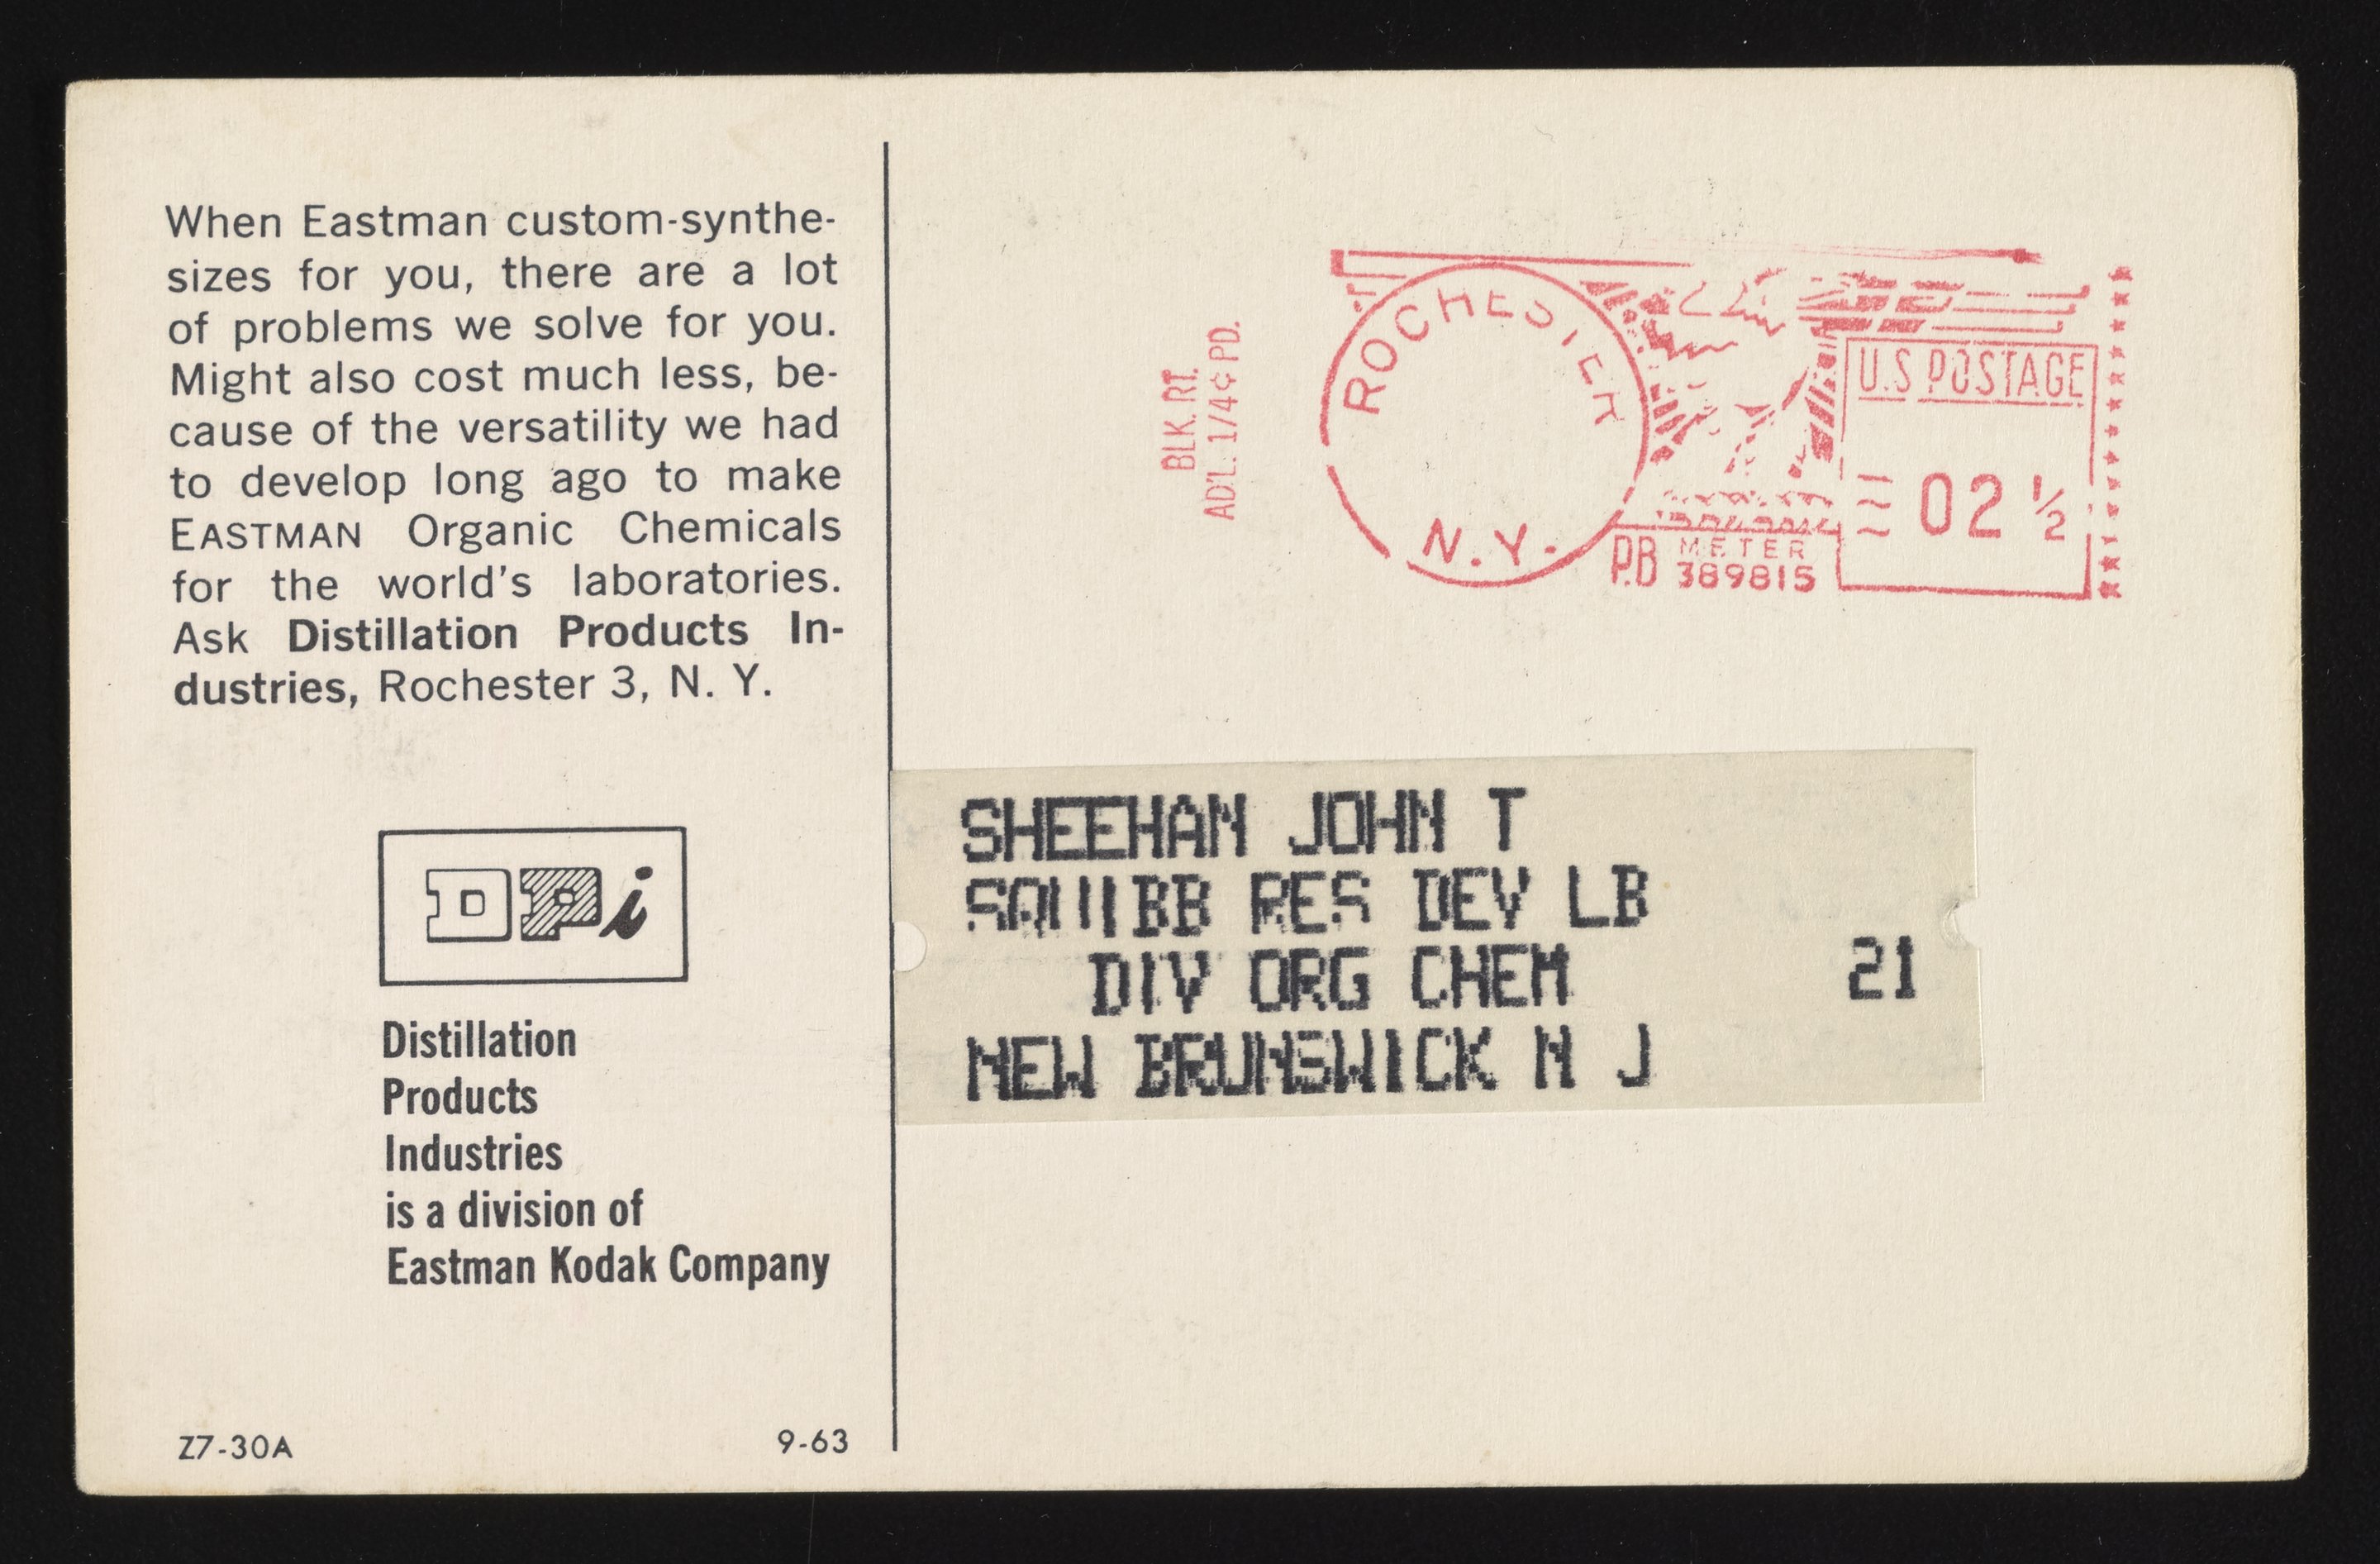 When Eastman custom-synthe-
sizes for you, there are a lot
of problems we solve for you.
Might also cost much less, be-
cause of the versatility we had
to develop long ago to make
EASTMAN Organic Chemicals
for the world's laboratories.
Ask Distillation Products In-
dustries, Rochester 3, N. Y.
DPi
Distillation
Products
Industries
is a division of
Eastman Kodak Company
Z7-30A
9-63
BLK. RT.
AD'L. 1/4¢ PD.
ROCHESTER
N.Y.
U.S. POSTAGE
02 1/2
P.B. METER
389815
SHEEHAN JOHN T
SQUIBB RES DEV LB
DIV ORG CHEM 21
NEW BRUNSWICK N J